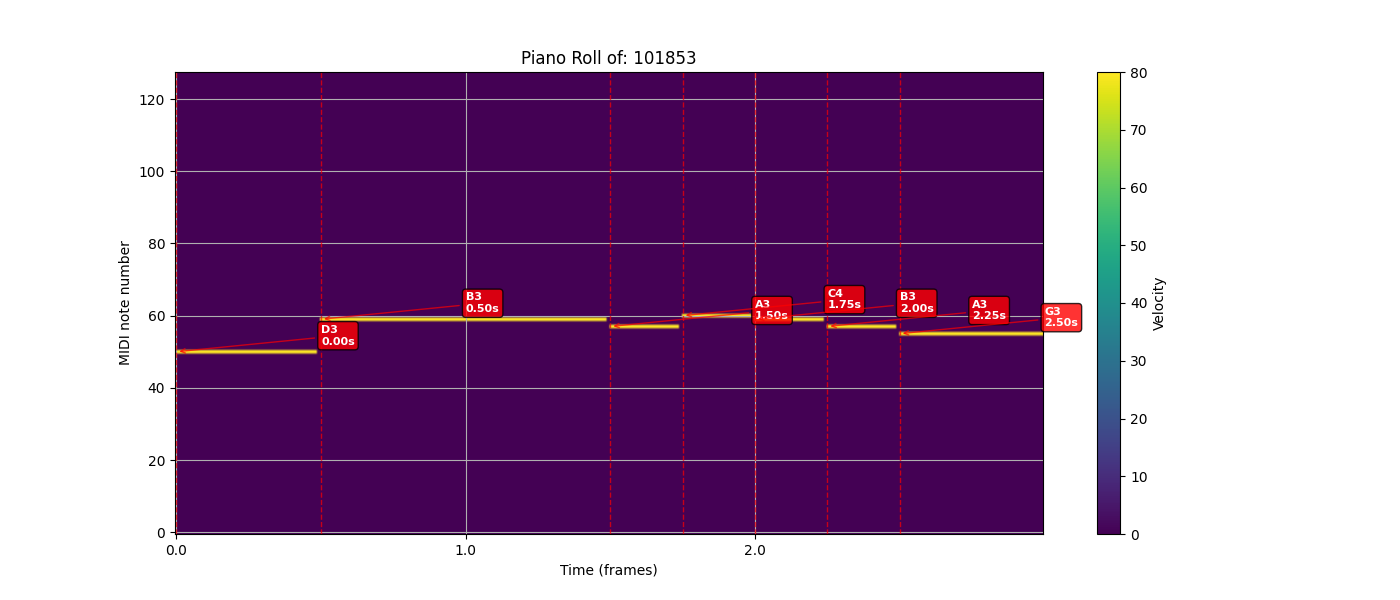 Piano Roll of: 101853
MIDI note number
120
100
80
60
40
20
0
D3
0.00s
B3
0.50s
A3
1.50s
C4
1.75s
B3
2.00s
A3
2.25s
G3
2.50s
0.0
1.0
2.0
Time (frames)
80
70
60
50
40
30
20
10
0
Velocity